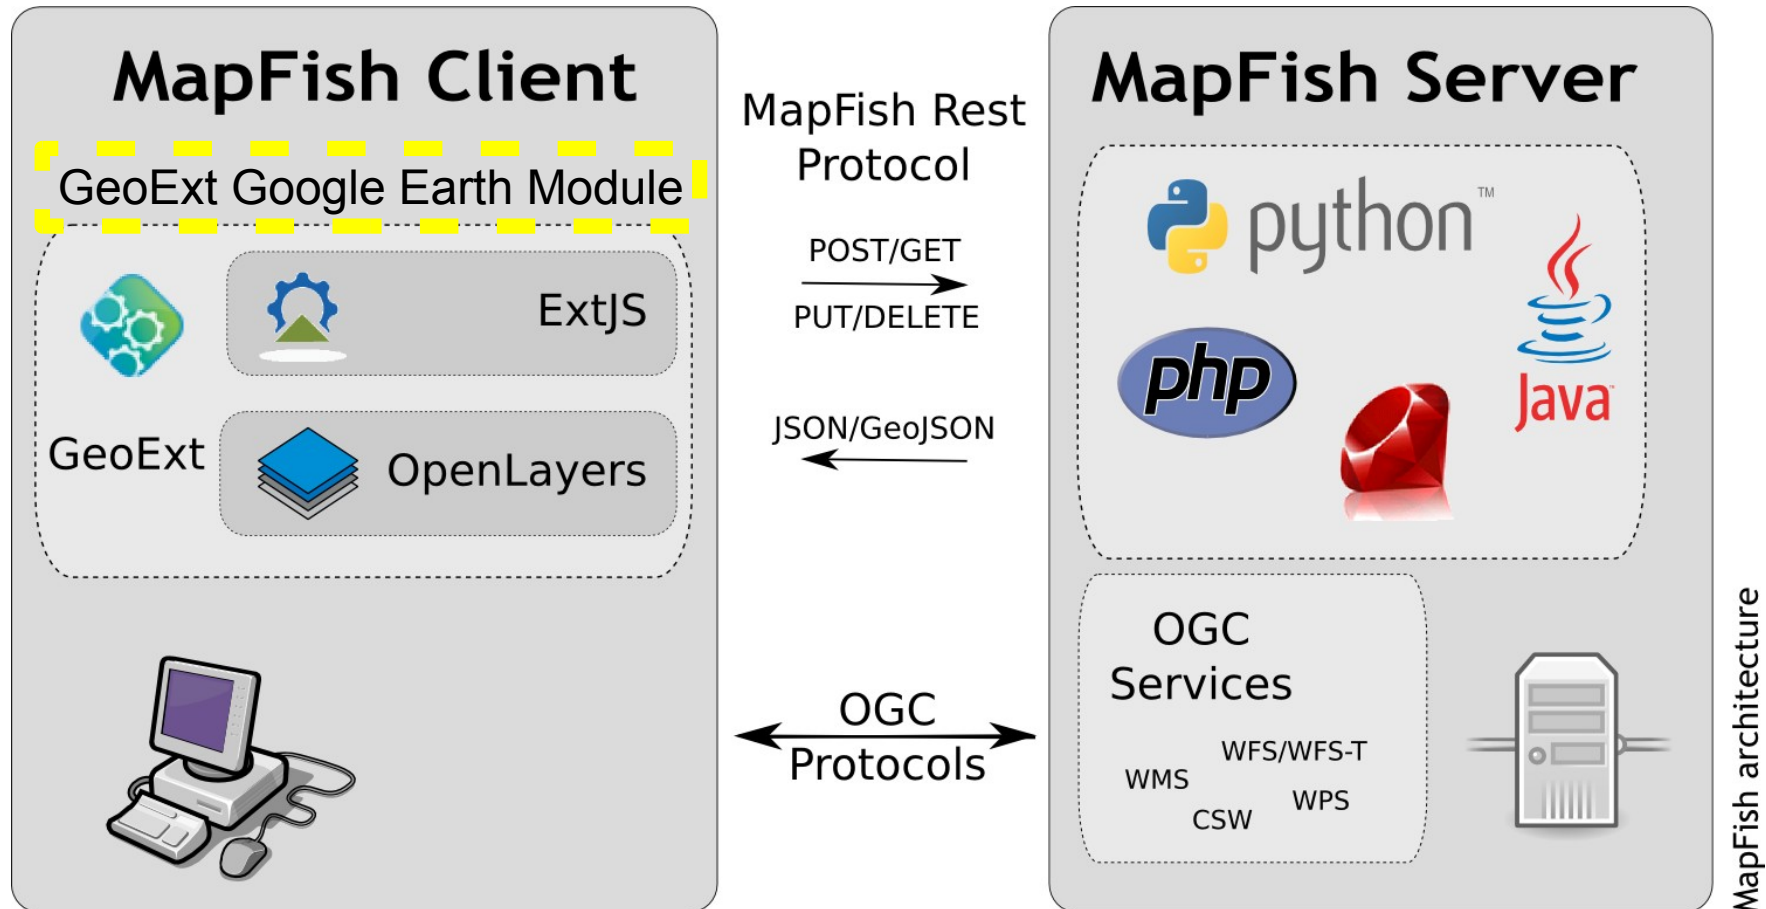 MapFish Client
GeoExt Google Earth Module
GeoExt
ExtJS
OpenLayers
MapFish Rest
Protocol
POST/GET
PUT/DELETE
JSON/GeoJSON
OGC
Protocols
MapFish Server
python™
php
Java™
OGC
Services
WFS/WFS-T
WMS
WPS
CSW
MapFish architecture